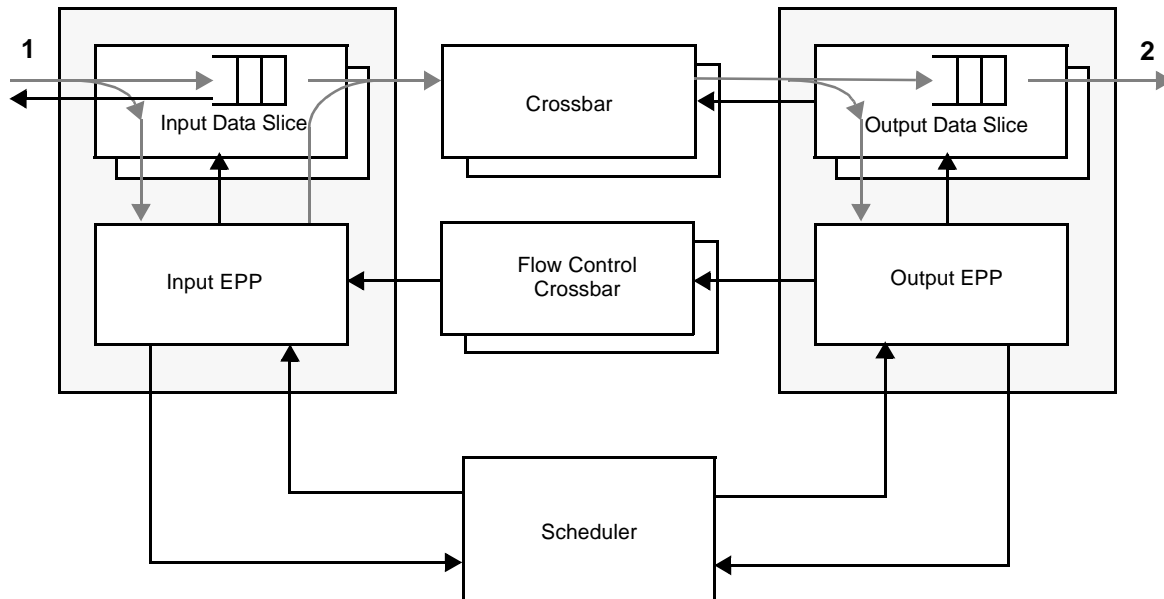 1
2
Crossbar
Input Data Slice
Output Data Slice
Input EPP
Flow Control
Crossbar
Output EPP
Scheduler